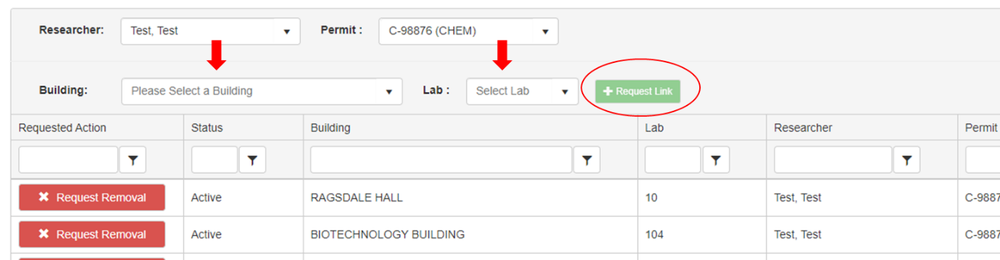 Researcher: Test, Test Permit : C-98876 (CHEM)
Building: Please Select a Building Lab : Select Lab Request Link
Requested Action Status Building Lab Researcher Permit
Request Removal Active RAGSDALE HALL 10 Test, Test C-9887
Request Removal Active BIOTECHNOLOGY BUILDING 104 Test, Test C-9887